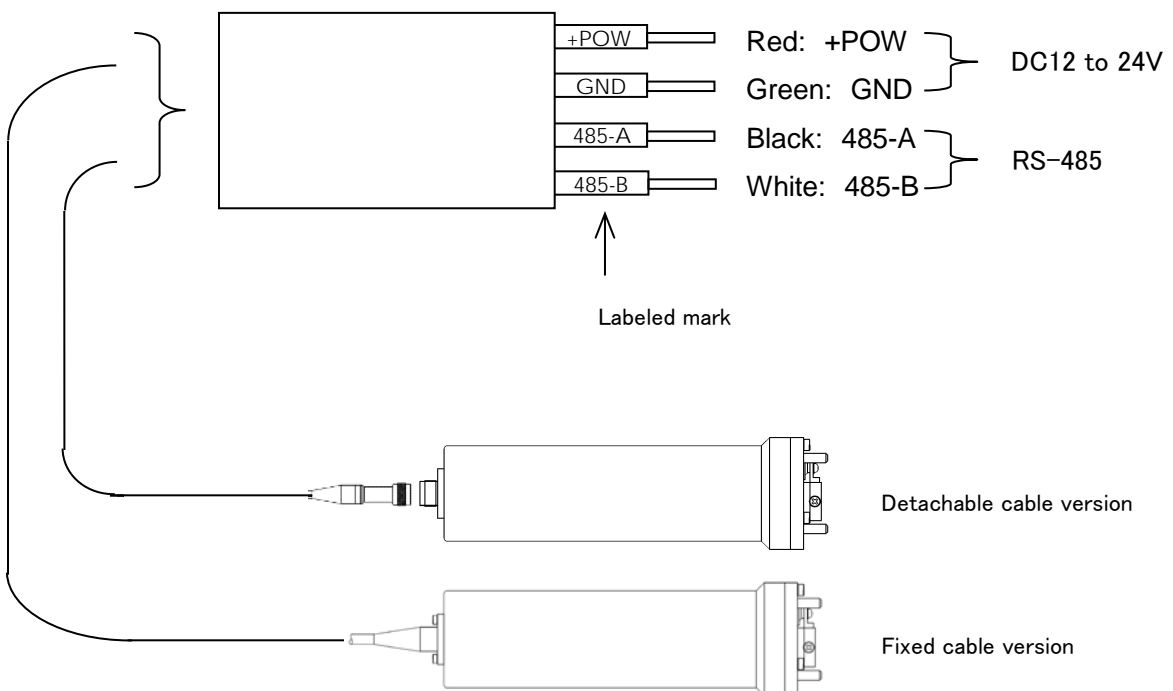 +POW
Red: +POW
GND
Green: GND
DC12 to 24V
485-A
Black: 485-A
485-B
White: 485-B
RS-485
Labeled mark
Detachable cable version
Fixed cable version